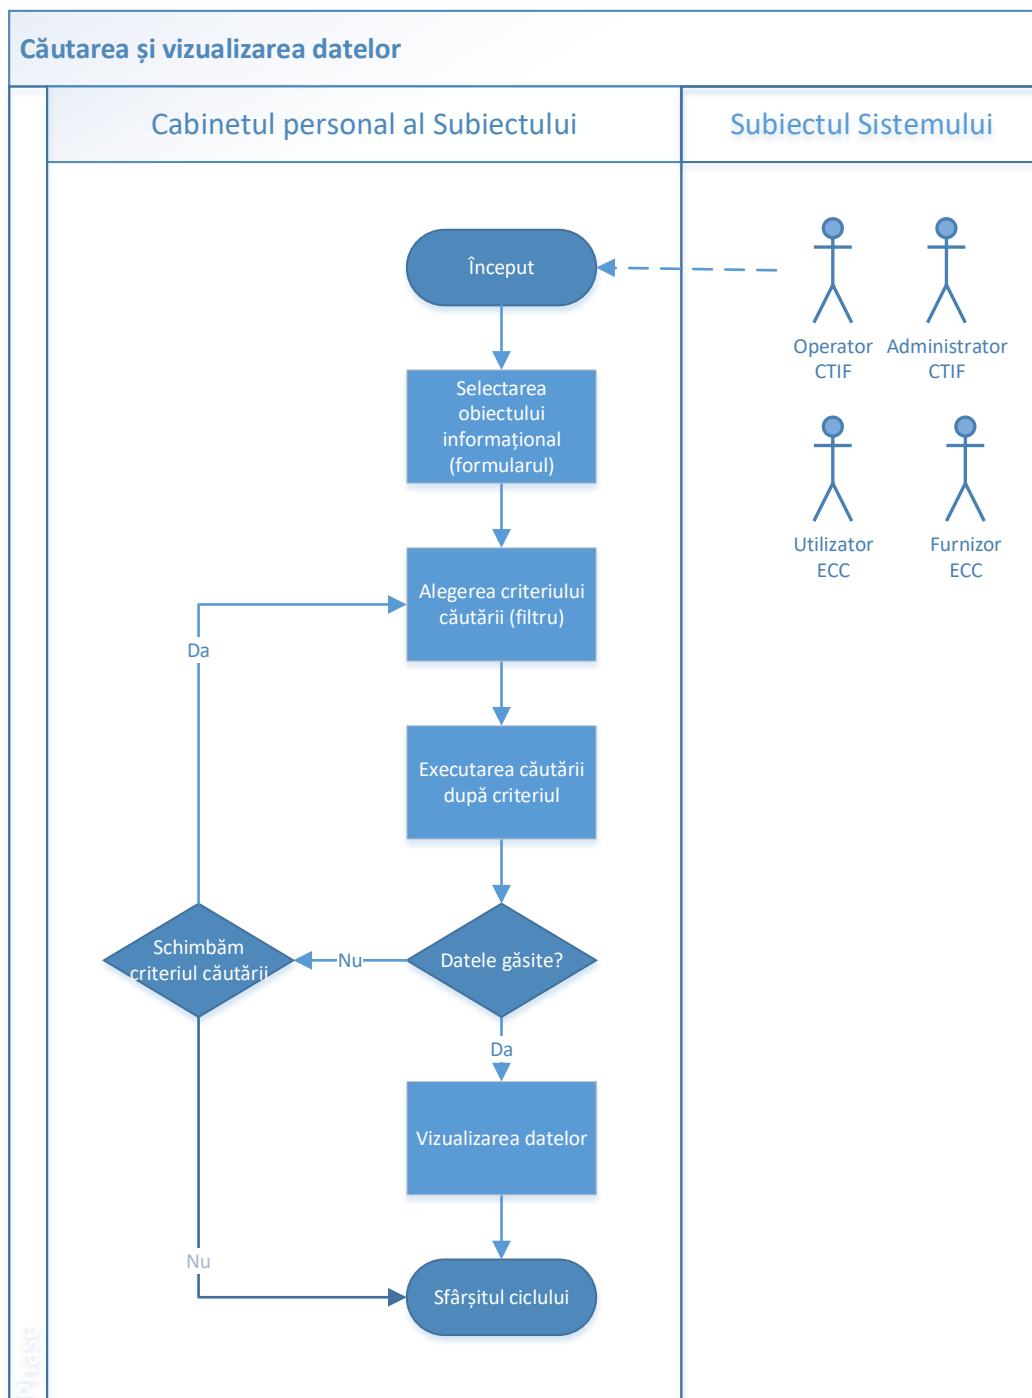 Căutarea și vizualizarea datelor
Cabinetul personal al Subiectului
Subiectul Sistemului
Început
Operator
CTIF
Administrator
CTIF
Selectarea
obiectului
informațional
(formularul)
Utilizator
ECC
Furnizor
ECC
Alegerea criteriului
căutării (filtru)
Da
Executarea căutării
după criteriul
Schimbăm
criteriul căutării
Nu
Datele găsite?
Da
Vizualizarea datelor
Nu
Sfârșitul ciclului
Phase